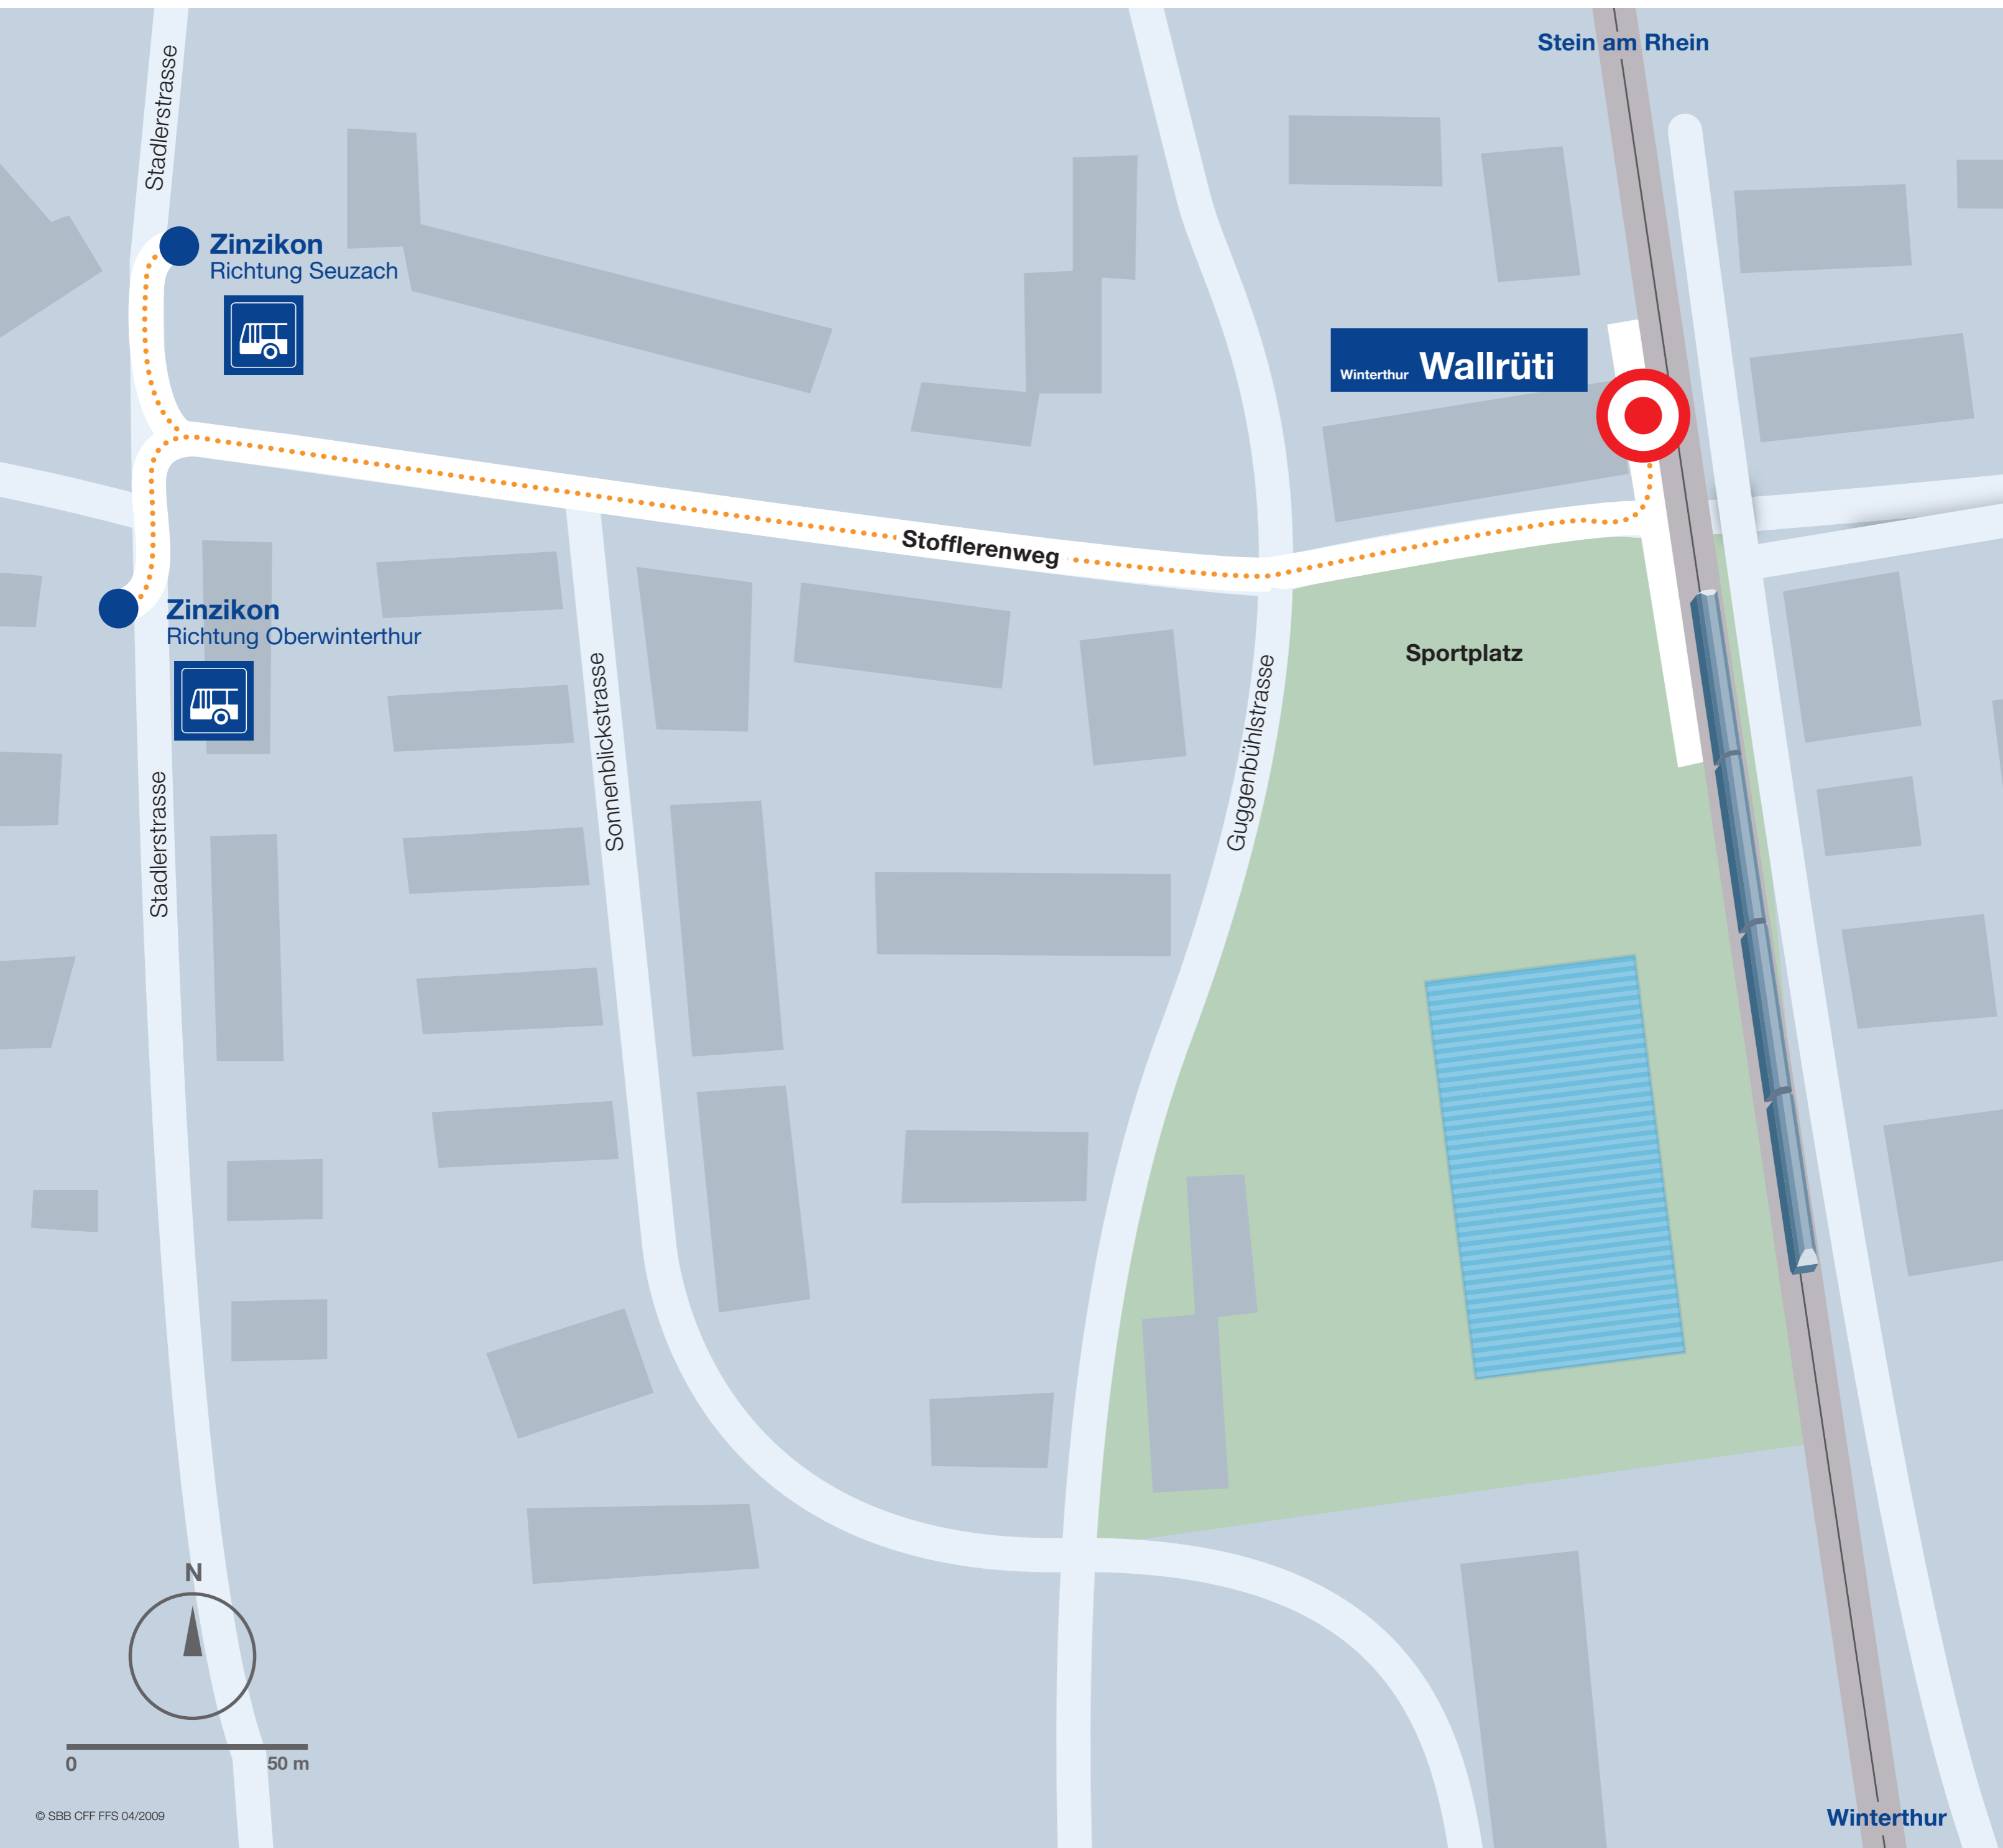 Stein am Rhein
Stadlerstrasse
Zinzikon
Richtung Seuzach
Winterthur Wallrüti
Stofflerenweg
Zinzikon
Richtung Oberwinterthur
Sportplatz
Sonnenblickstrasse
Guggenbühlstrasse
Stadlerstrasse
N
0 50 m
© SBB CFF FFS 04/2009
Winterthur